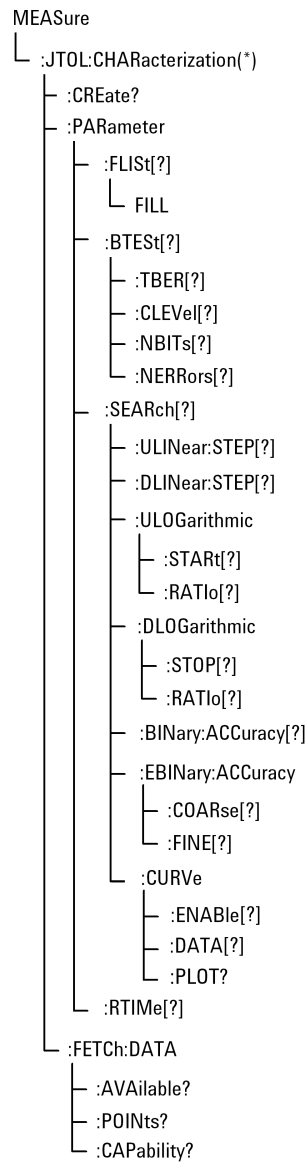 MEASure
:JTOL:CHARacterization(*)
:CREate?
:PARameter
:FLISt[?]
FILL
:BTESt[?]
:TBER[?]
:CLEVel[?]
:NBITs[?]
:NERRors[?]
:SEARch[?]
:ULINear:STEP[?]
:DLINear:STEP[?]
:ULOGarithmic
:STARt[?]
:RATIo[?]
:DLOGarithmic
:STOP[?]
:RATIo[?]
:BINary:ACCuracy[?]
:EBINary:ACCuracy
:COARse[?]
:FINE[?]
:CURVe
:ENABle[?]
:DATA[?]
:PLOT?
:RTIMe[?]
:FETCh:DATA
:AVAilable?
:POINts?
:CAPability?